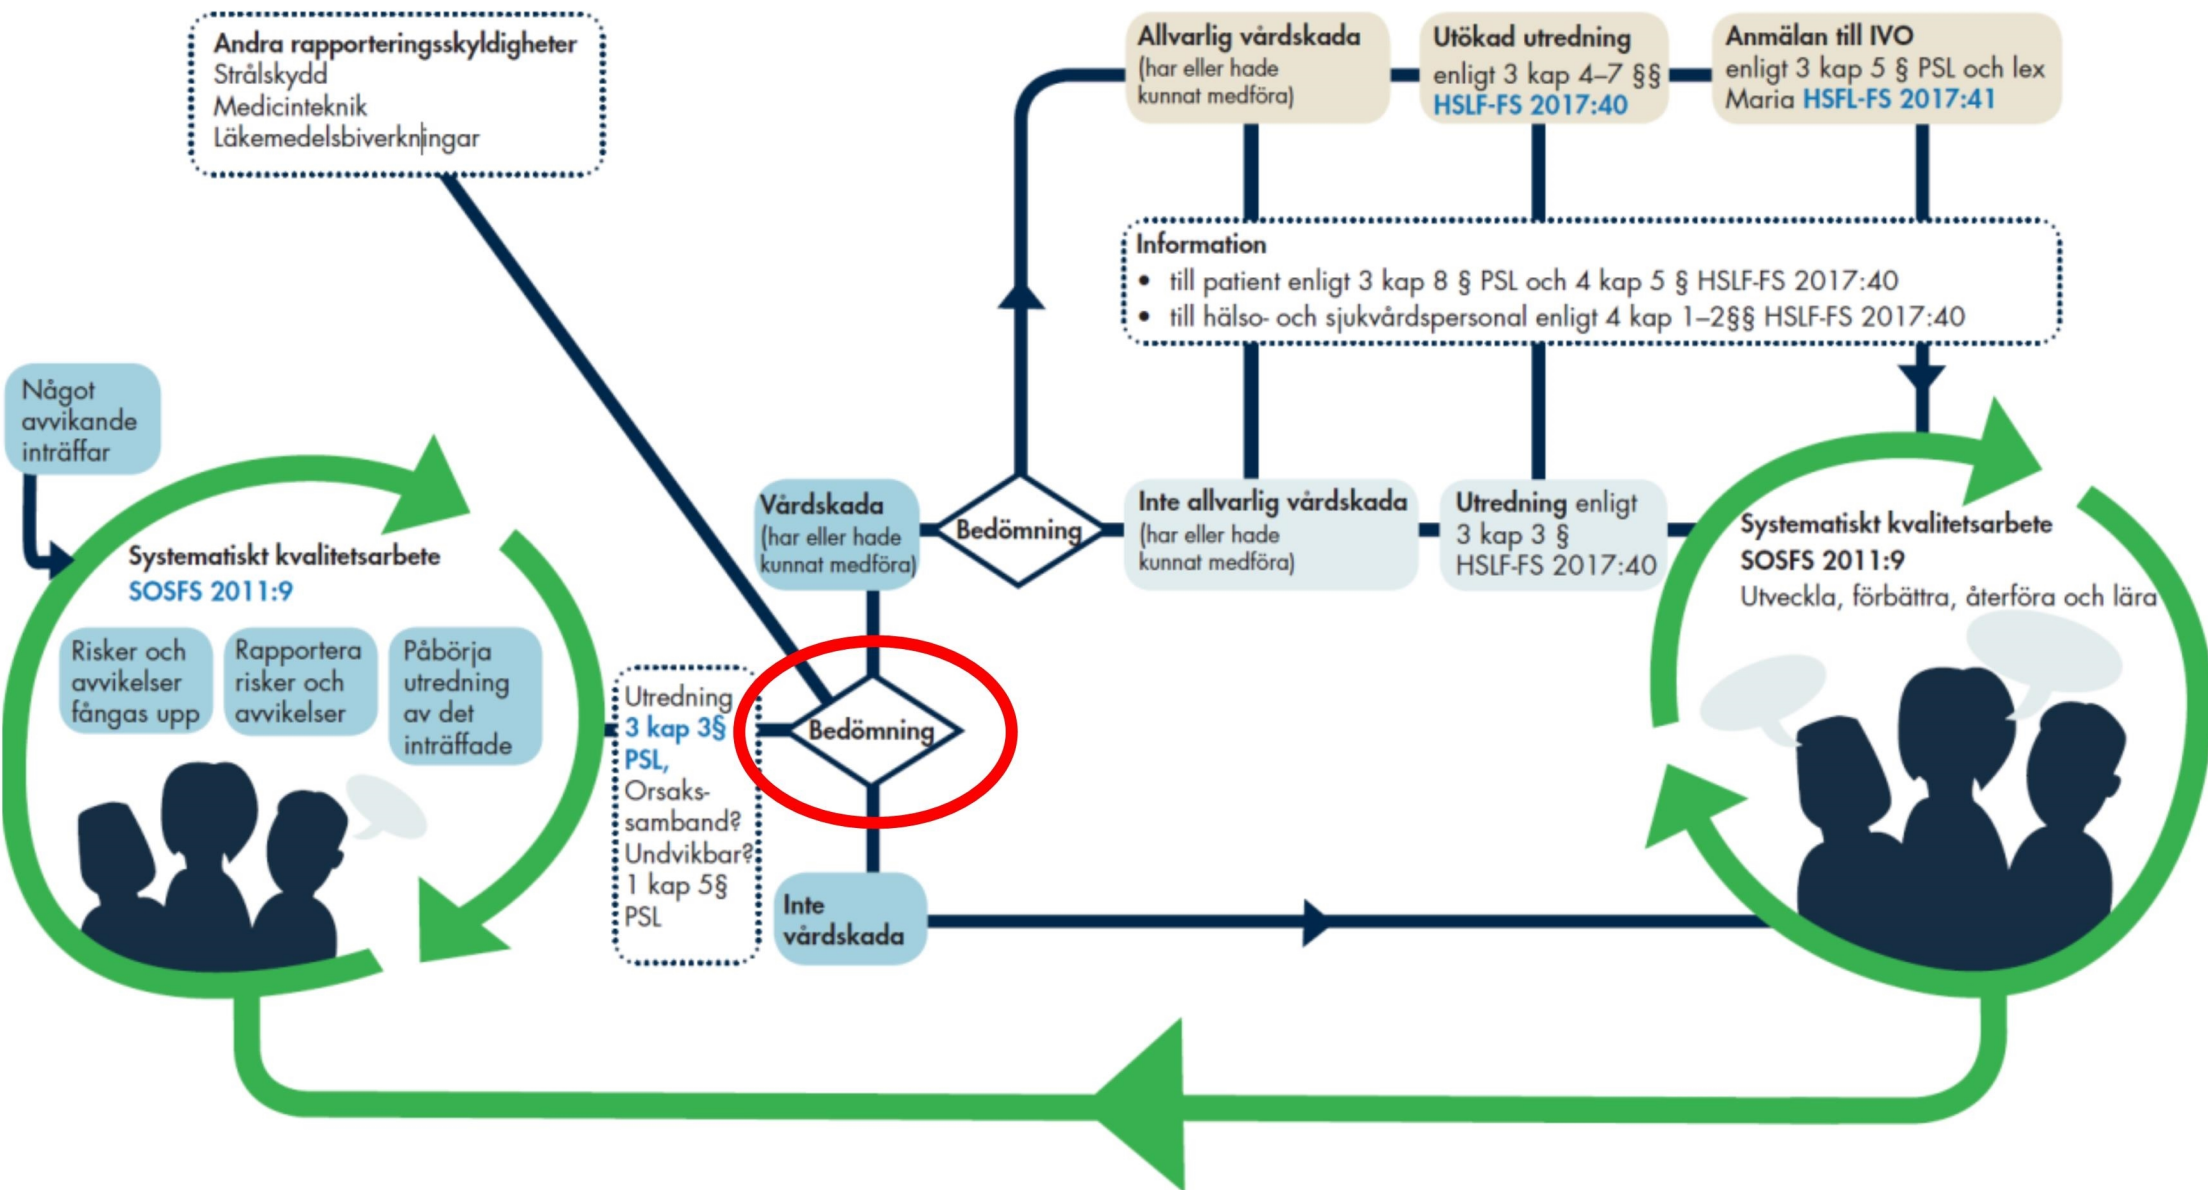 Andra rapporteringsskyldigheter
Strålskydd
Medicinteknik
Läkemedelsbiverkningar
Allvarlig vårdskada
(har eller hade
kunnat medföra)
Utökad utredning
enligt 3 kap 4–7 §§
HSLF-FS 2017:40
Anmälan till IVO
enligt 3 kap 5 § PSL och lex
Maria HSFL-FS 2017:41
Information
• till patient enligt 3 kap 8 § PSL och 4 kap 5 § HSLF-FS 2017:40
• till hälso- och sjukvårdspersonal enligt 4 kap 1–2§§ HSLF-FS 2017:40
Något
avvikande
inträffar
Systematiskt kvalitetsarbete
SOSFS 2011:9
Risker och
avvikelser
fångas upp
Rapportera
risker och
avvikelser
Påbörja
utredning
av det
inträffade
Utredning
3 kap 3§
PSL,
Orsaks-
samband?
Undvikbar?
1 kap 5§
PSL
Bedömning
Vårdskada
(har eller hade
kunnat medföra)
Bedömning
Inte allvarlig vårdskada
(har eller hade
kunnat medföra)
Utredning enligt
3 kap 3 §
HSLF-FS 2017:40
Inte
vårdskada
Systematiskt kvalitetsarbete
SOSFS 2011:9
Utveckla, förbättra, återföra och lära